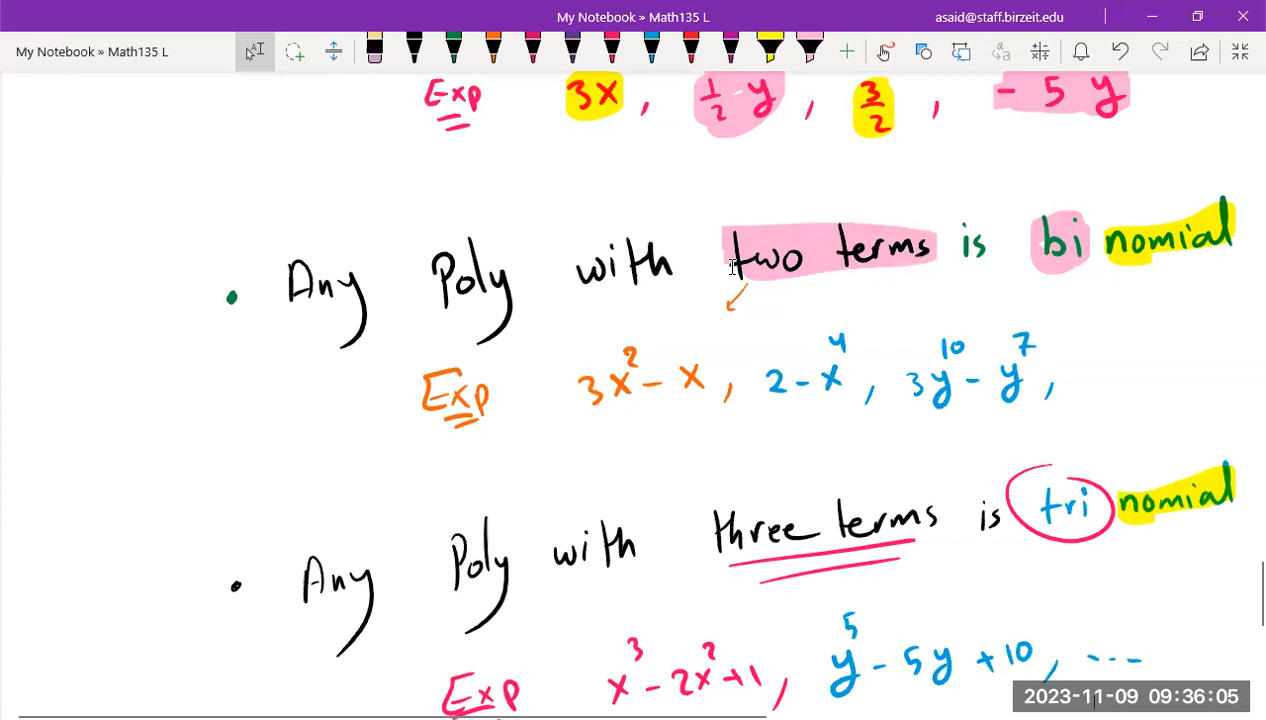 My Notebook » Math135 L
asaid@staff.birzeit.edu
My Notebook » Math135 L
Exp 3x , 1/2 y , 3/2 , - 5 y
• Any Poly with two terms is binomial
Exp 3x² - x , 2 - x⁴ , 3y¹⁰ - y⁷ ,
• Any Poly with three terms is trinomial
Exp x³ - 2x² + 1 , y⁵ - 5y + 10 , ...
2023-11-09 09:36:05